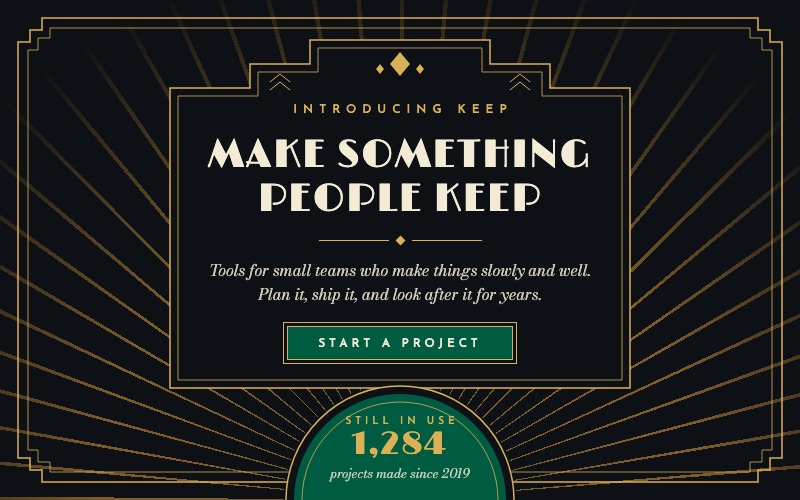 INTRODUCING KEEP
MAKE SOMETHING
PEOPLE KEEP
Tools for small teams who make things slowly and well.
Plan it, ship it, and look after it for years.
START A PROJECT
STILL IN USE
1,284
projects made since 2019